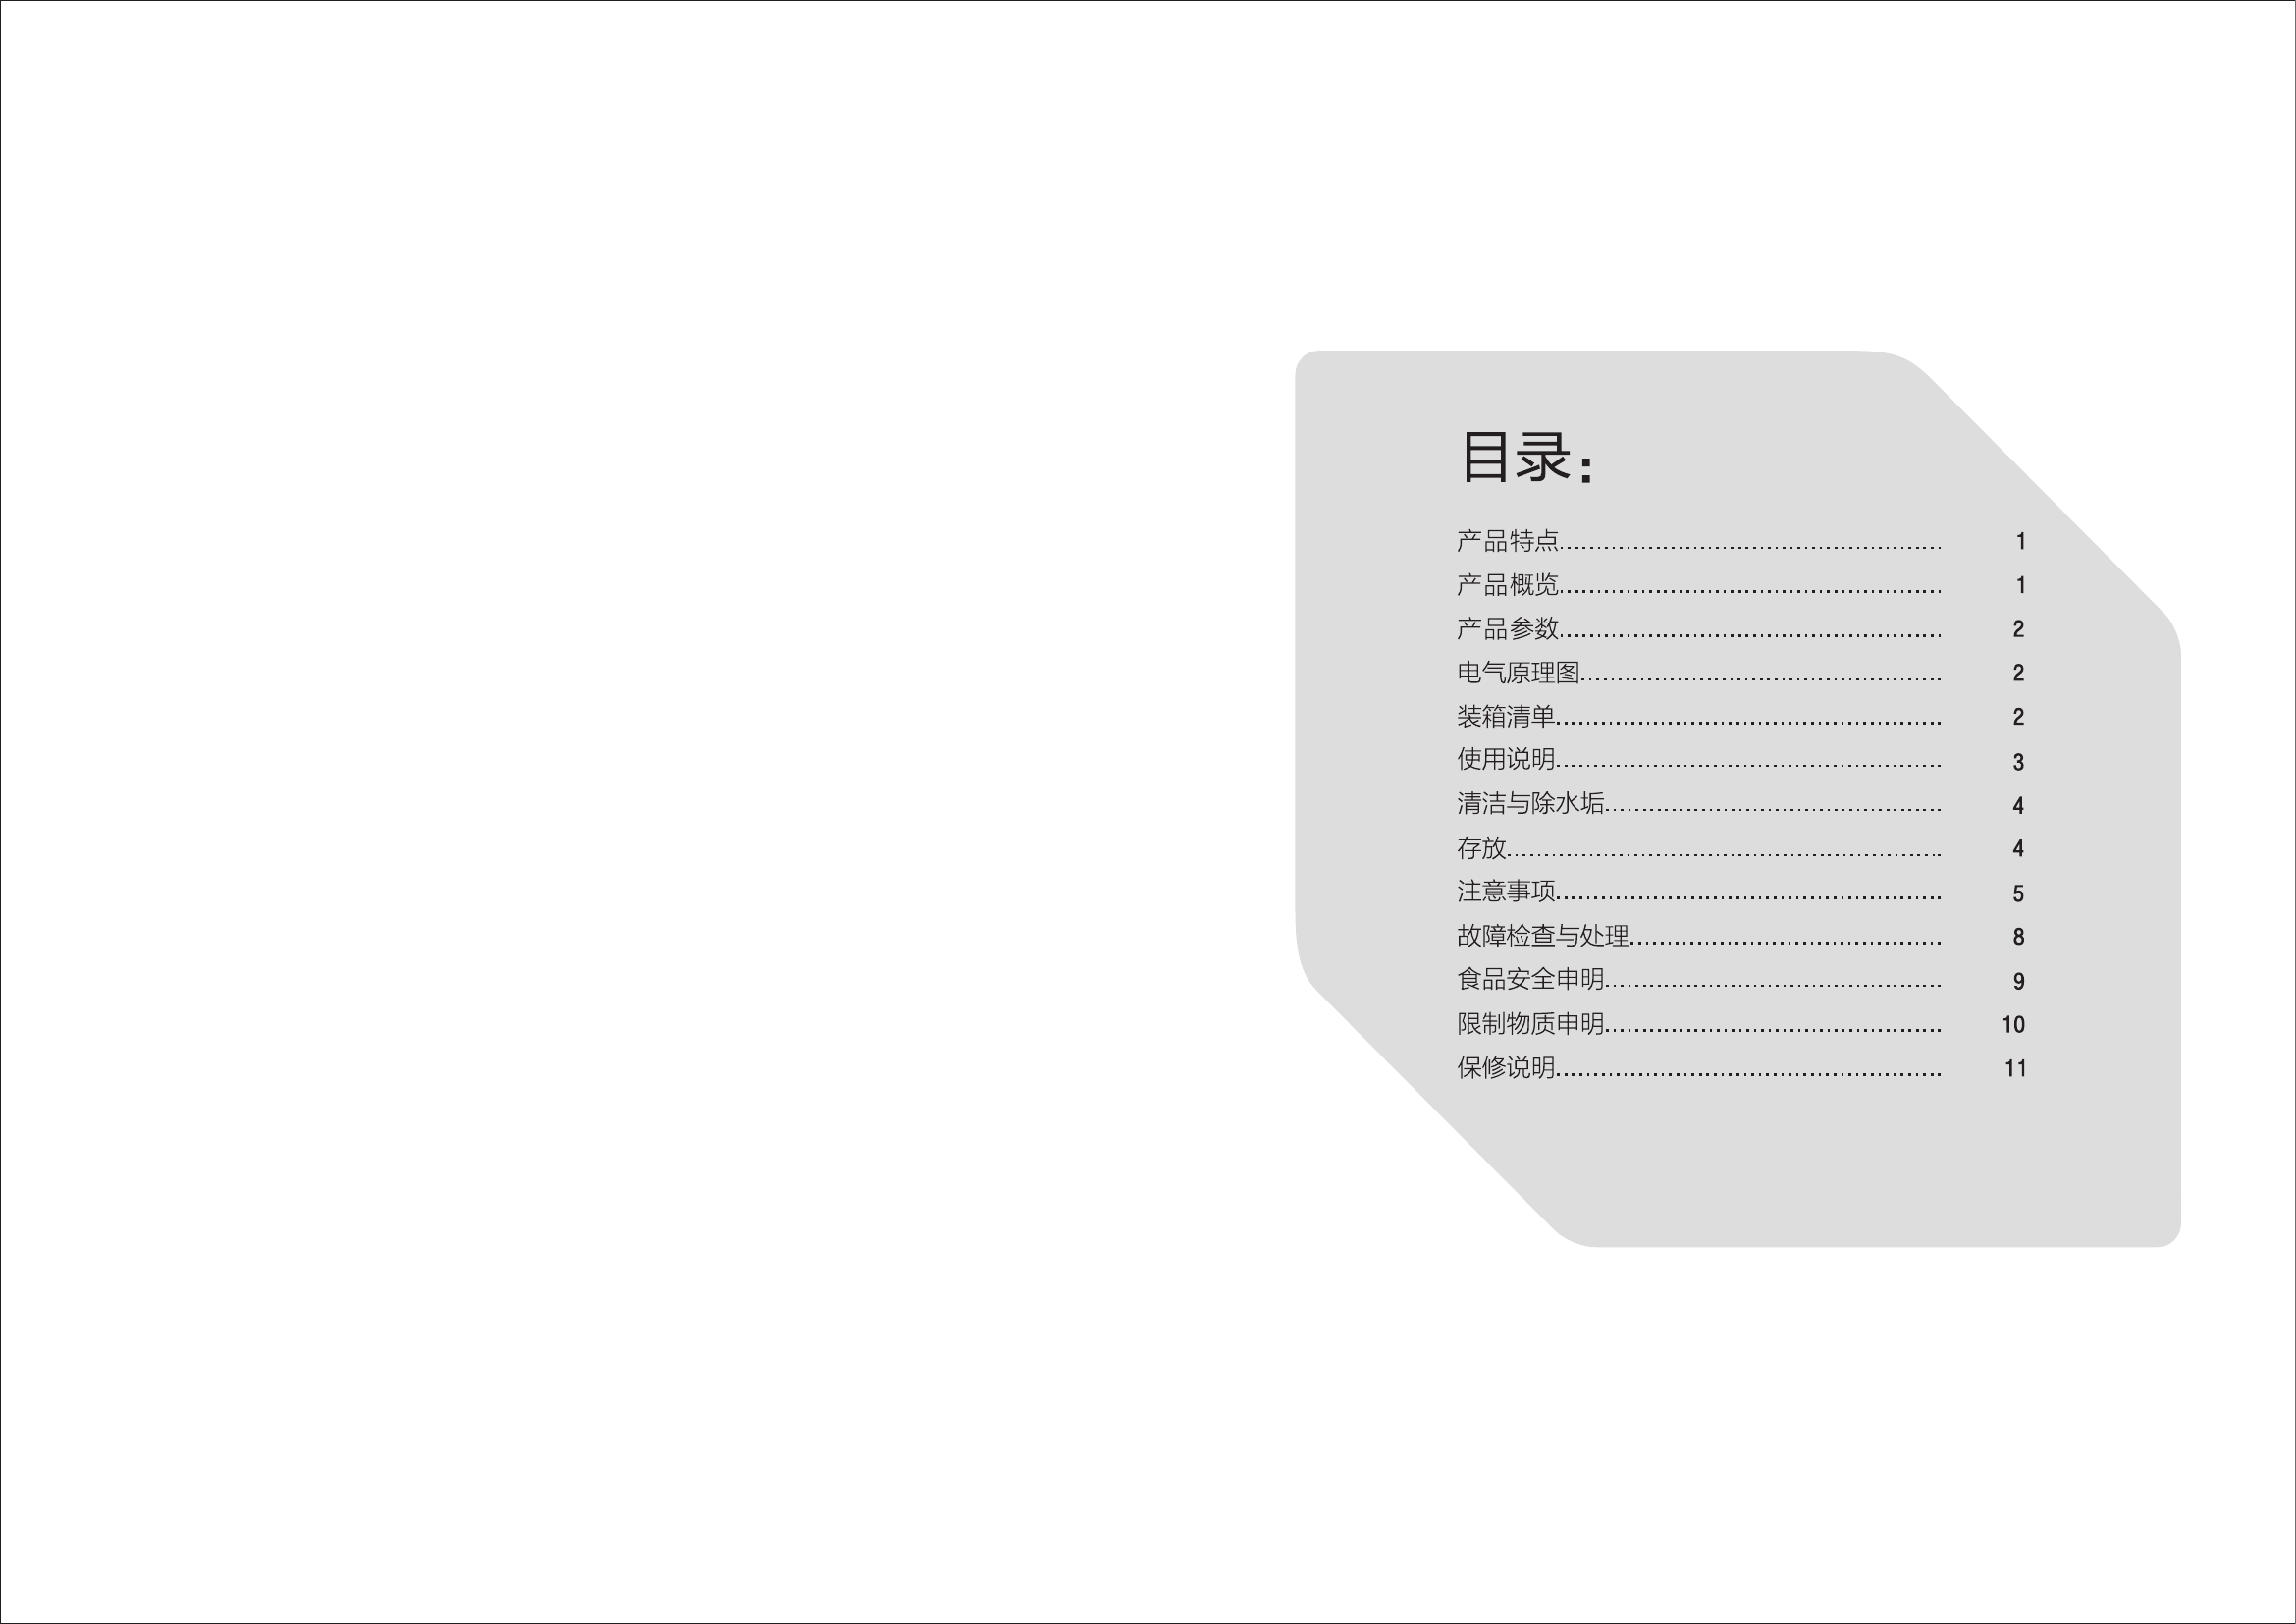 目录:
产品特点 1
产品概览 1
产品参数 2
电气原理图 2
装箱清单 2
使用说明 3
清洁与除水垢 4
存放 4
注意事项 5
故障检查与处理 8
食品安全申明 9
限制物质申明 10
保修说明 11